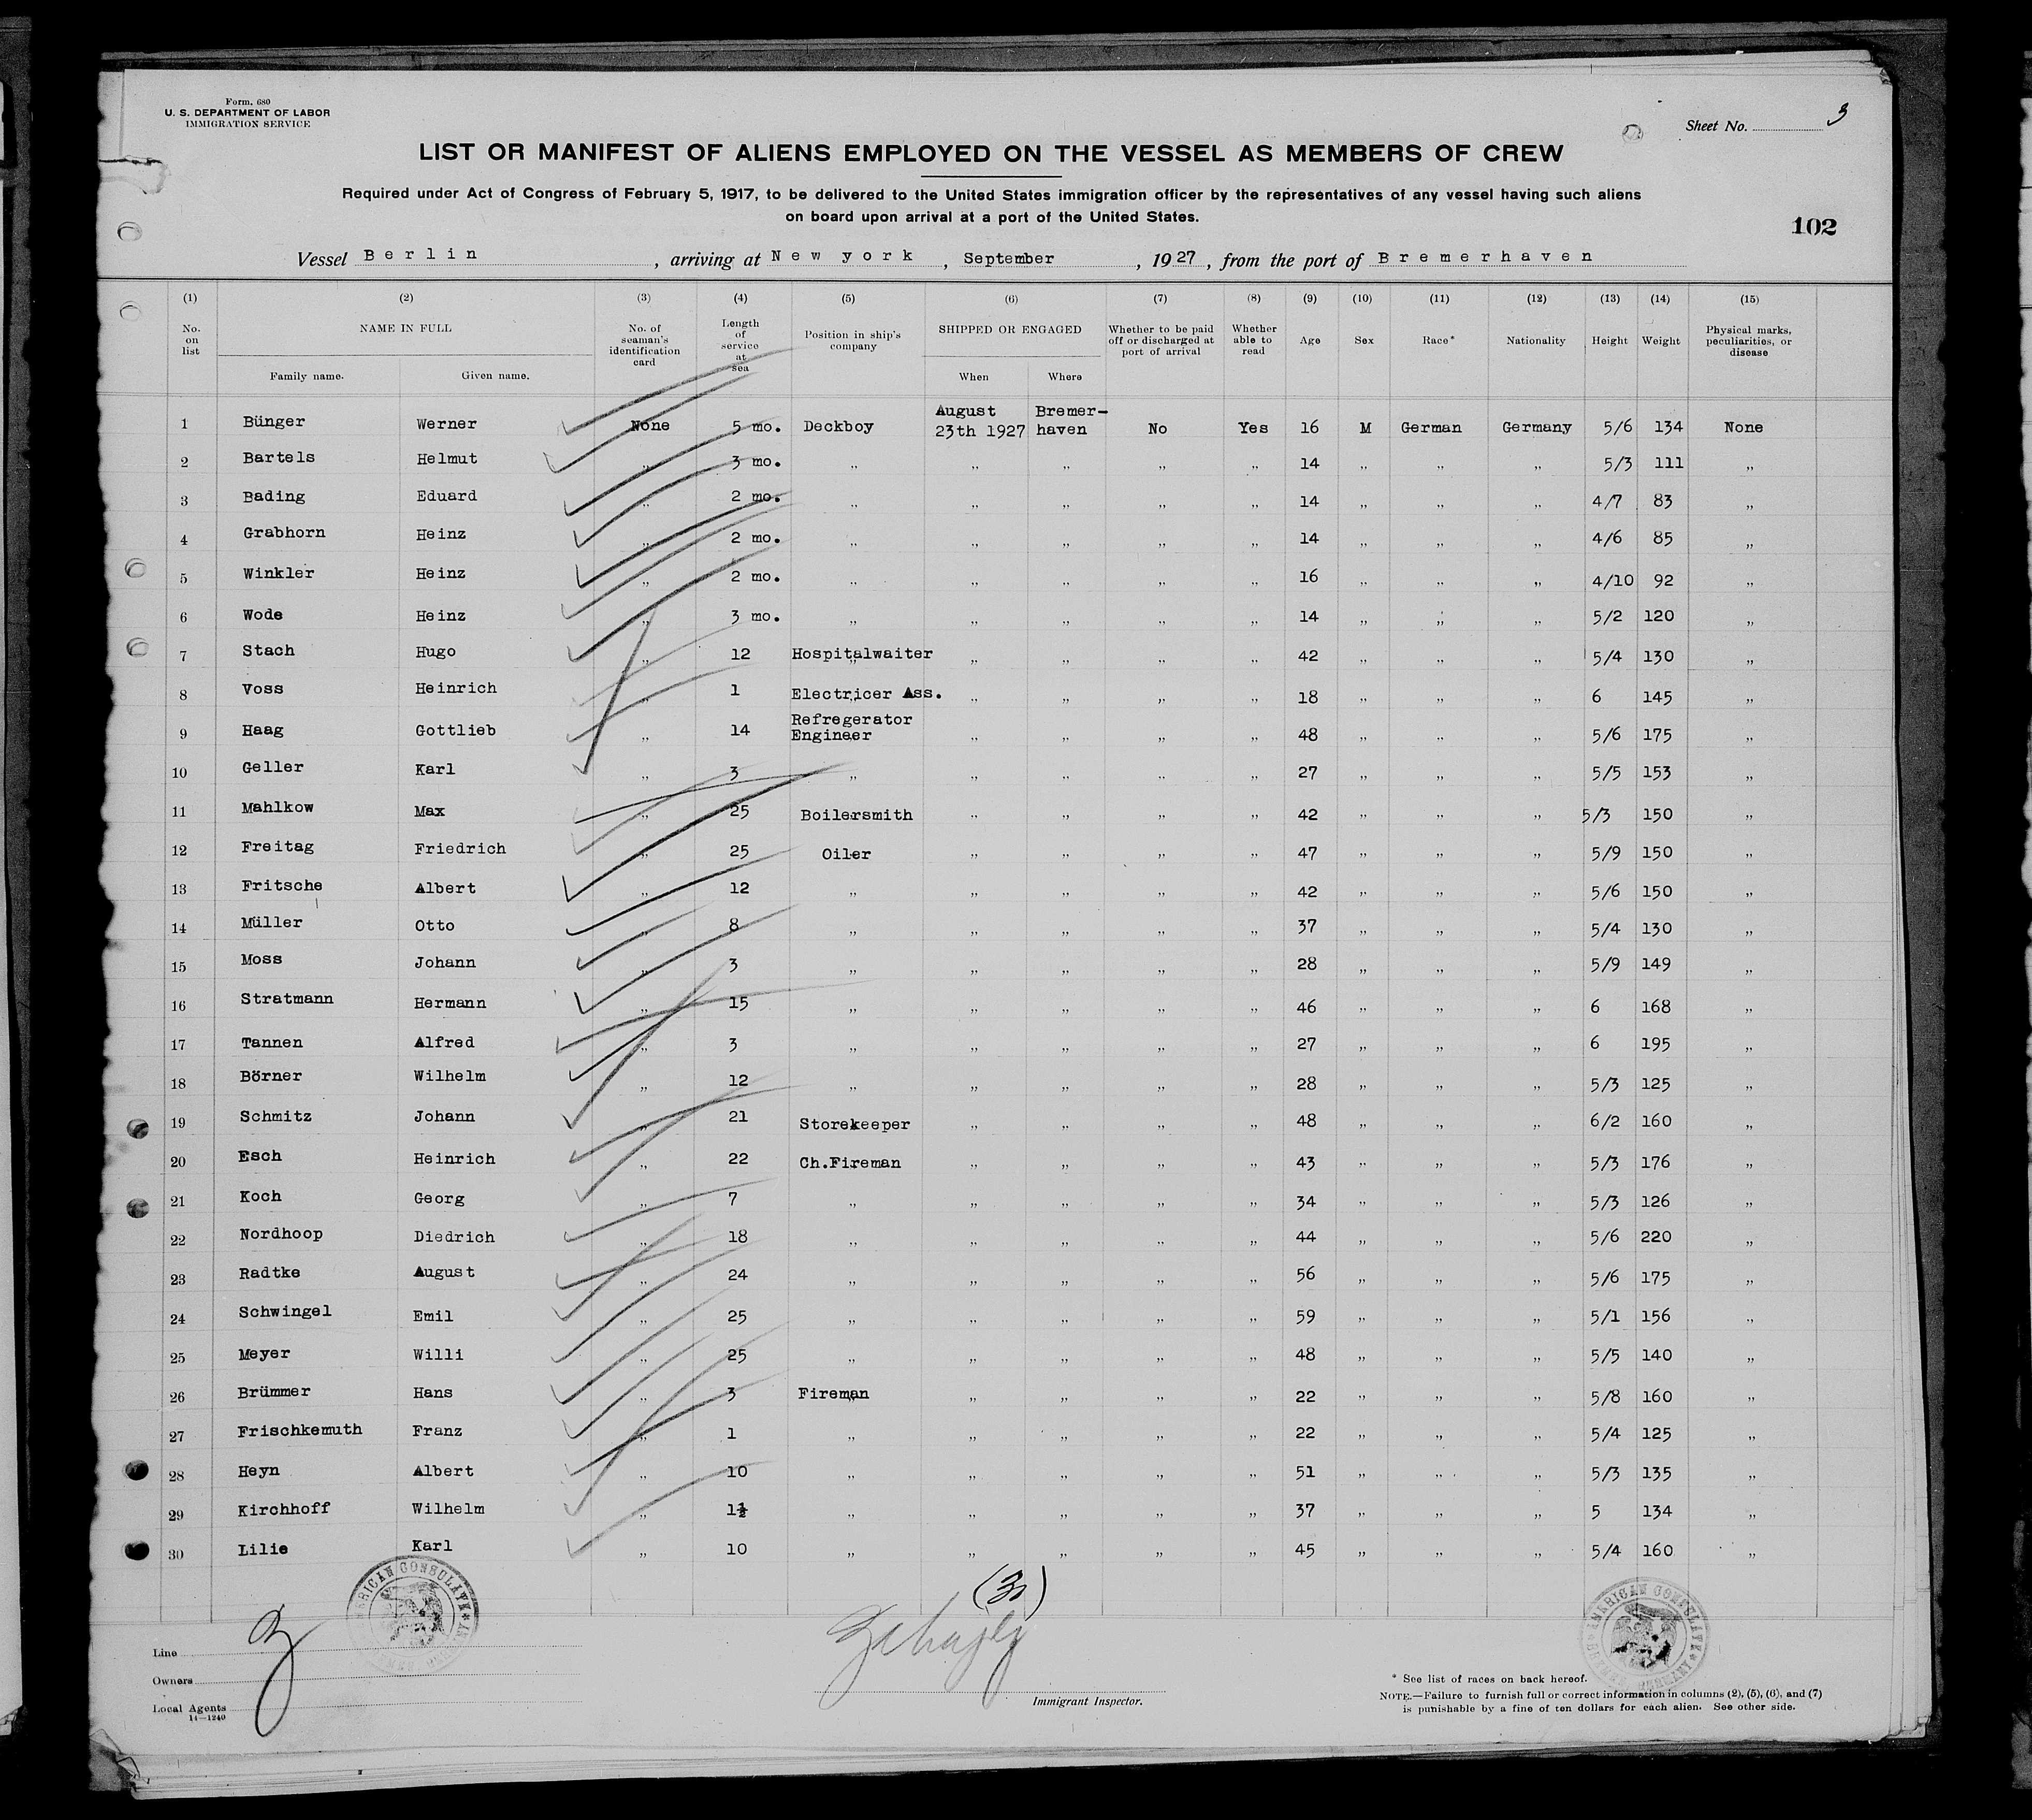 Form. 680
U. S. DEPARTMENT OF LABOR
IMMIGRATION SERVICE
Sheet No. 3
LIST OR MANIFEST OF ALIENS EMPLOYED ON THE VESSEL AS MEMBERS OF CREW
Required under Act of Congress of February 5, 1917, to be delivered to the United States immigration officer by the representatives of any vessel having such aliens
on board upon arrival at a port of the United States.
102
Vessel Berlin, arriving at New york, September, 1927, from the port of Bremerhaven
(1) (2) (3) (4) (5) (6) (7) (8) (9) (10) (11) (12) (13) (14) (15)
No. on list NAME IN FULL Family name. Given name. No. of seaman's identification card Length of service at sea Position in ship's company SHIPPED OR ENGAGED When Where Whether to be paid off or discharged at port of arrival Whether able to read Age Sex Race* Nationality Height Weight Physical marks, peculiarities, or disease
1 Bünger Werner None 5 mo. Deckboy August 23th 1927 Bremer-haven No Yes 16 M German Germany 5/6 134 None
2 Bartels Helmut „ 3 mo. „ „ „ „ „ 14 „ „ „ 5/3 111 „
3 Bading Eduard „ 2 mo. „ „ „ „ „ 14 „ „ „ 4/7 83 „
4 Grabhorn Heinz „ 2 mo. „ „ „ „ „ 14 „ „ „ 4/6 85 „
5 Winkler Heinz „ 2 mo. „ „ „ „ „ 16 „ „ „ 4/10 92 „
6 Wode Heinz „ 3 mo. „ „ „ „ „ 14 „ „ „ 5/2 120 „
7 Stach Hugo „ 12 Hospitalwaiter „ „ „ „ 42 „ „ „ 5/4 130 „
8 Voss Heinrich „ 1 Electricer Ass. „ „ „ „ 18 „ „ „ 6 145 „
9 Haag Gottlieb „ 14 Refregerator Engineer „ „ „ „ 48 „ „ „ 5/6 175 „
10 Geller Karl „ 3 „ „ „ „ „ 27 „ „ „ 5/5 153 „
11 Mahlkow Max „ 25 Boilersmith „ „ „ „ 42 „ „ „ 5/3 150 „
12 Freitag Friedrich „ 25 Oiler „ „ „ „ 47 „ „ „ 5/9 150 „
13 Fritsche Albert „ 12 „ „ „ „ „ 42 „ „ „ 5/6 150 „
14 Müller Otto „ 8 „ „ „ „ „ 37 „ „ „ 5/4 130 „
15 Moss Johann „ 3 „ „ „ „ „ 28 „ „ „ 5/9 149 „
16 Stratmann Hermann „ 15 „ „ „ „ „ 46 „ „ „ 6 168 „
17 Tannen Alfred „ 3 „ „ „ „ „ 27 „ „ „ 6 195 „
18 Börner Wilhelm „ 12 „ „ „ „ „ 28 „ „ „ 5/3 125 „
19 Schmitz Johann „ 21 Storekeeper „ „ „ „ 48 „ „ „ 6/2 160 „
20 Esch Heinrich „ 22 Ch.Fireman „ „ „ „ 43 „ „ „ 5/3 176 „
21 Koch Georg „ 7 „ „ „ „ „ 34 „ „ „ 5/3 126 „
22 Nordhoop Diedrich „ 18 „ „ „ „ „ 44 „ „ „ 5/6 220 „
23 Radtke August „ 24 „ „ „ „ „ 56 „ „ „ 5/6 175 „
24 Schwingel Emil „ 25 „ „ „ „ „ 59 „ „ „ 5/1 156 „
25 Meyer Willi „ 25 „ „ „ „ „ 48 „ „ „ 5/5 140 „
26 Brümmer Hans „ 3 Fireman „ „ „ „ 22 „ „ „ 5/8 160 „
27 Frischkemuth Franz „ 1 „ „ „ „ „ 22 „ „ „ 5/4 125 „
28 Heyn Albert „ 10 „ „ „ „ „ 51 „ „ „ 5/3 135 „
29 Kirchhoff Wilhelm „ 1½ „ „ „ „ „ 37 „ „ „ 5 134 „
30 Lilie Karl „ 10 „ „ „ „ „ 45 „ „ „ 5/4 160 „
AMERICAN CONSULATE
AMERICAN CONSULATE
Line
Owners
Local Agents
14—1240
Immigrant Inspector.
* See list of races on back hereof.
NOTE.—Failure to furnish full or correct information in columns (2), (5), (6), and (7)
is punishable by a fine of ten dollars for each alien. See other side.